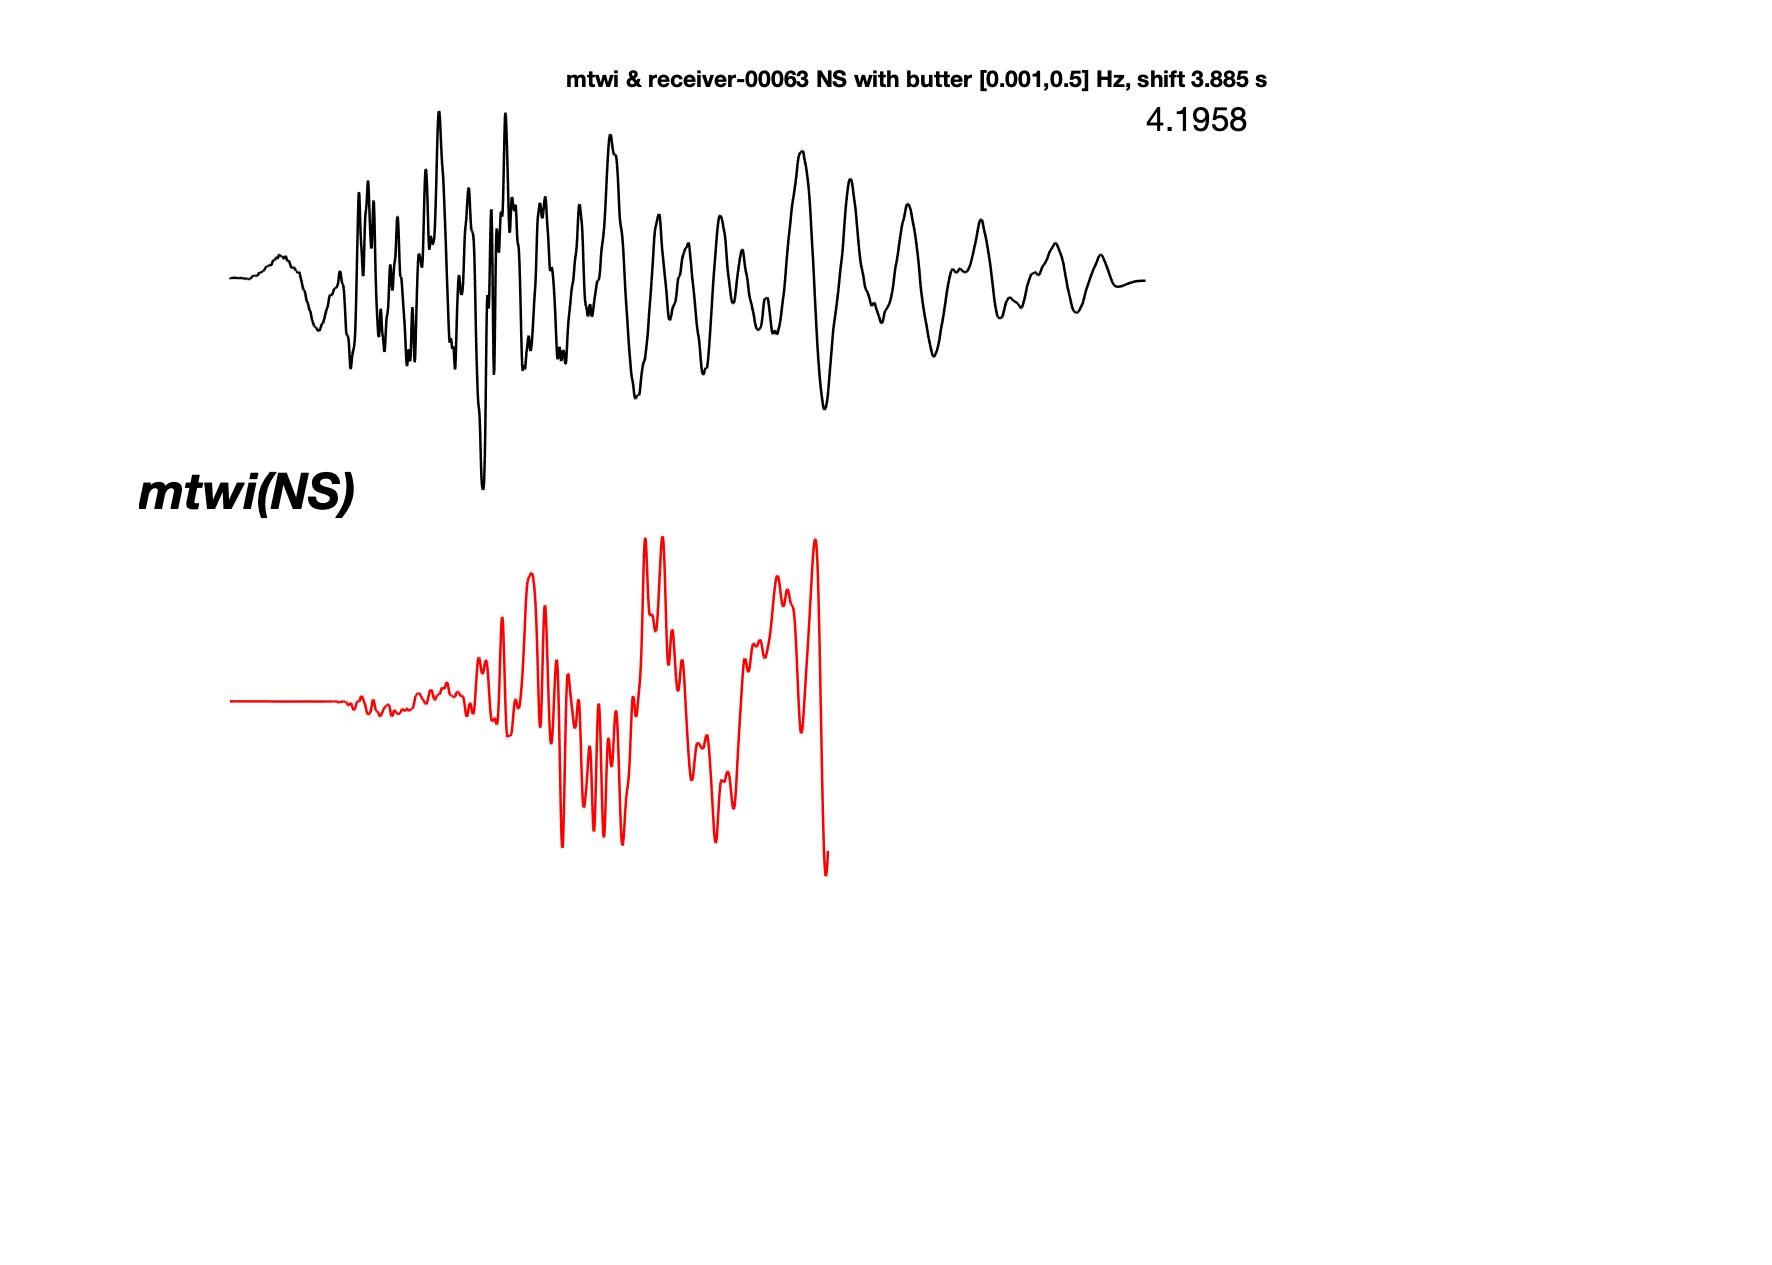 mtwi & receiver-00063 NS with butter [0.001,0.5] Hz, shift 3.885 s
4.1958
mtwi(NS)